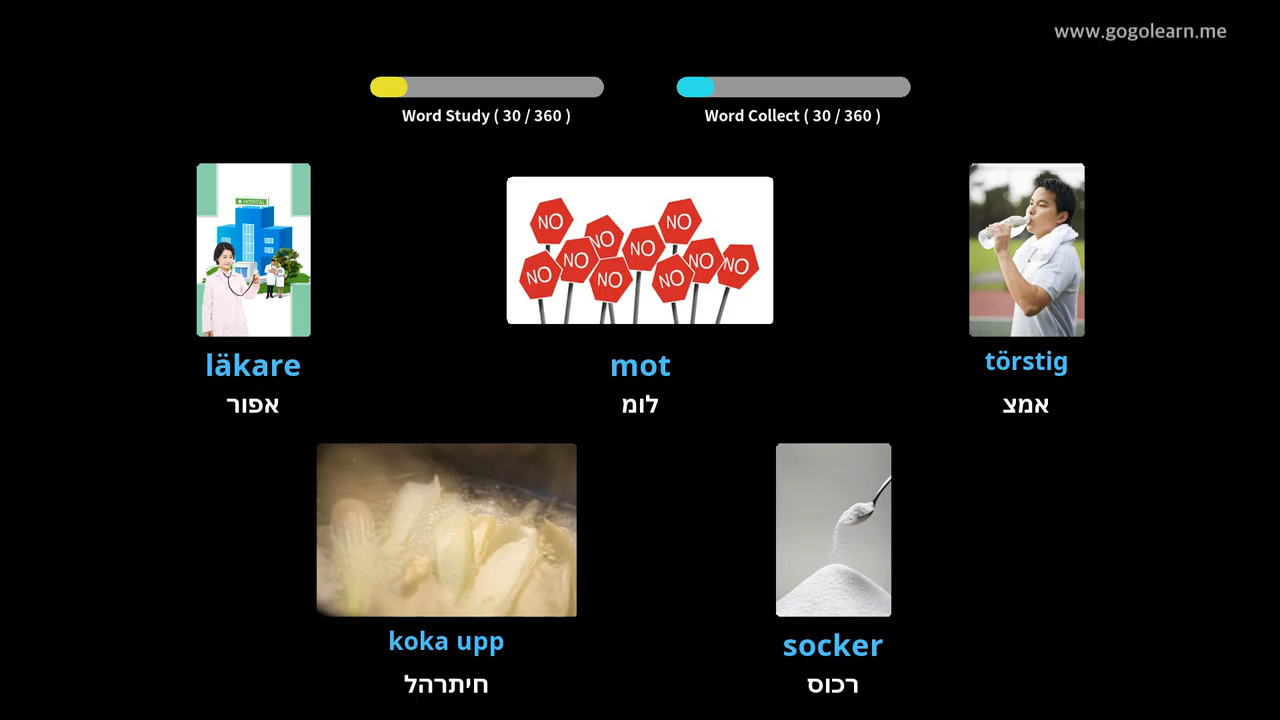 www.gogolearn.me
Word Study ( 30 / 360 )
Word Collect ( 30 / 360 )
HOSPITAL
NO
NO
NO
NO
NO
NO
NO
NO
NO
NO
läkare
אפור
mot
לומ
törstig
אמצ
koka upp
חיתרהל
socker
רכוס